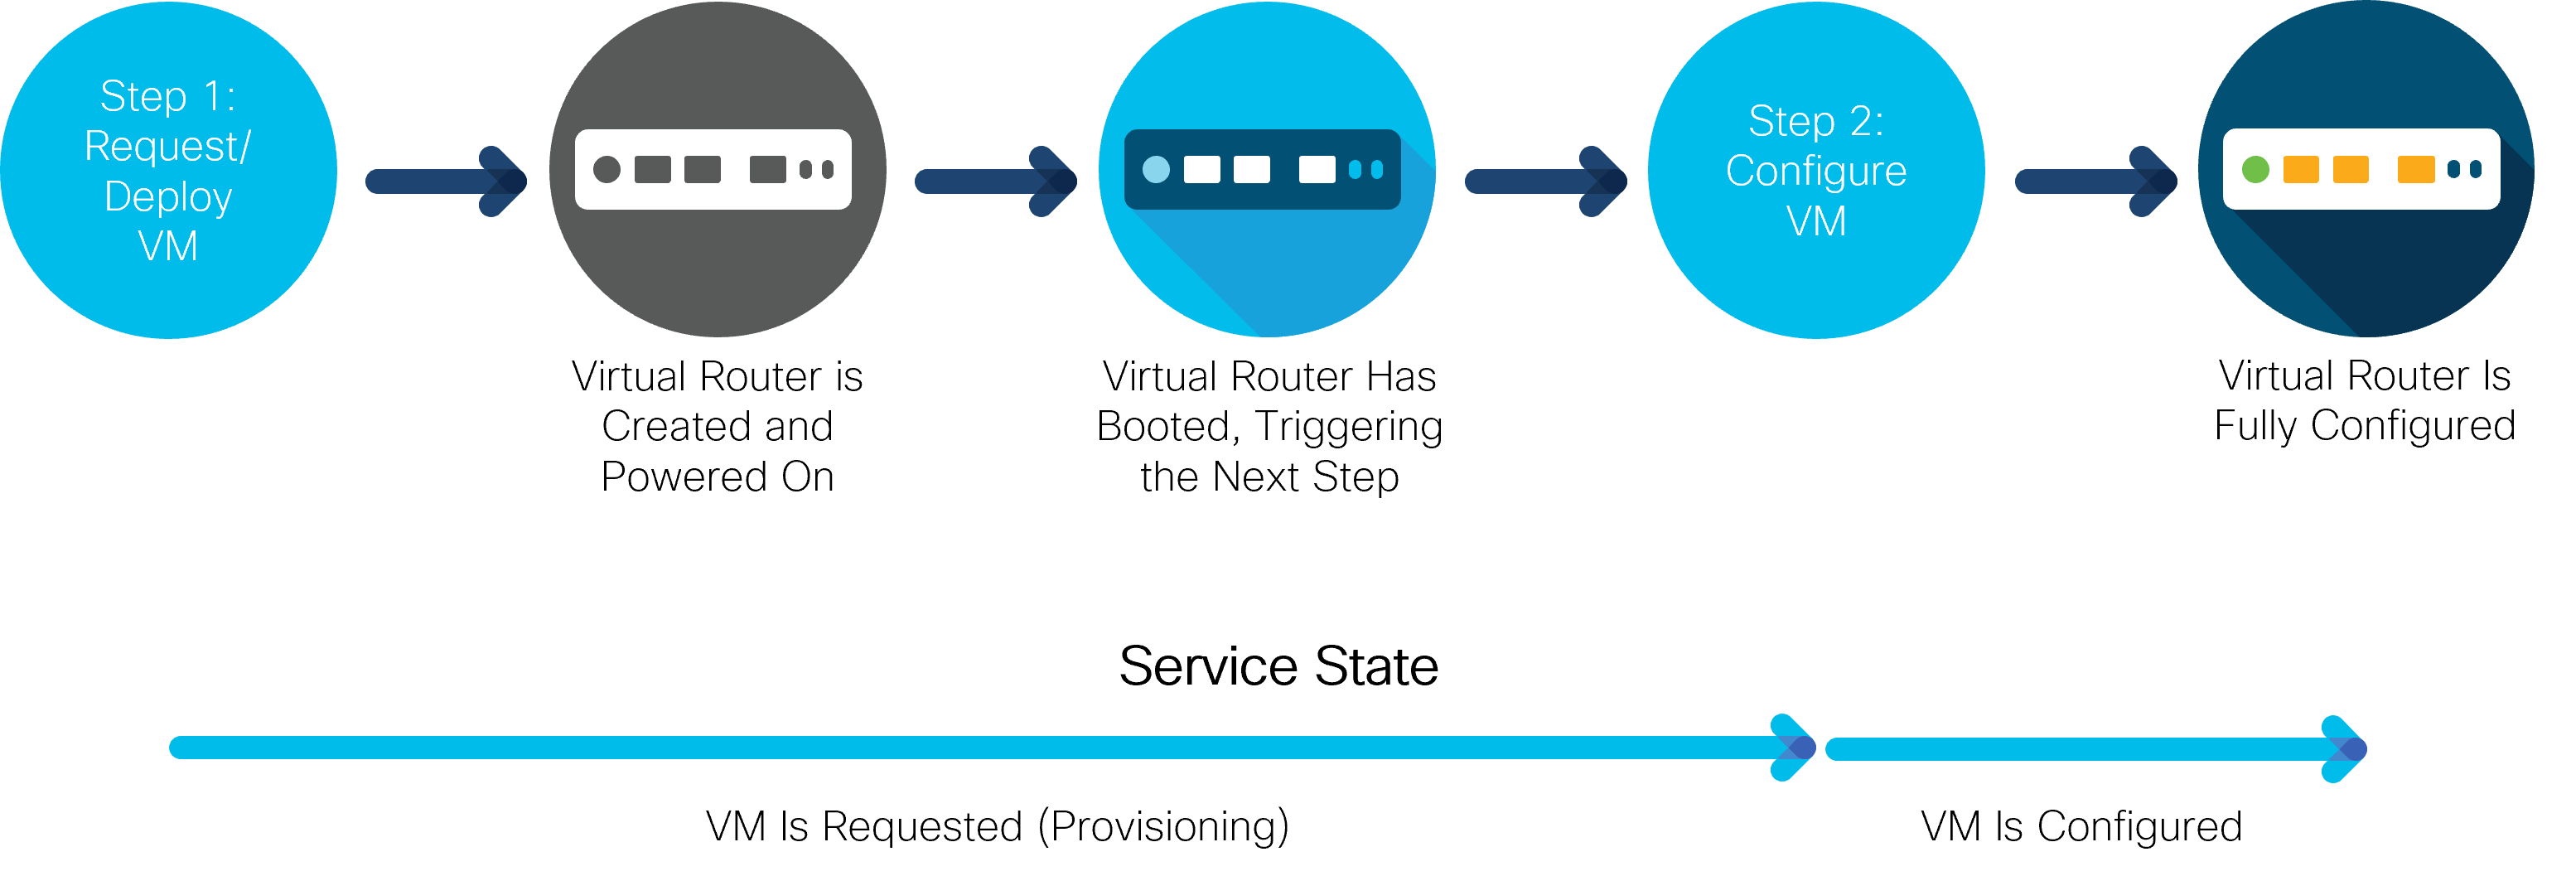 Step 1:
Request/
Deploy
VM
Virtual Router is
Created and
Powered On
Virtual Router Has
Booted, Triggering
the Next Step
Step 2:
Configure
VM
Virtual Router Is
Fully Configured
Service State
VM Is Requested (Provisioning)
VM Is Configured